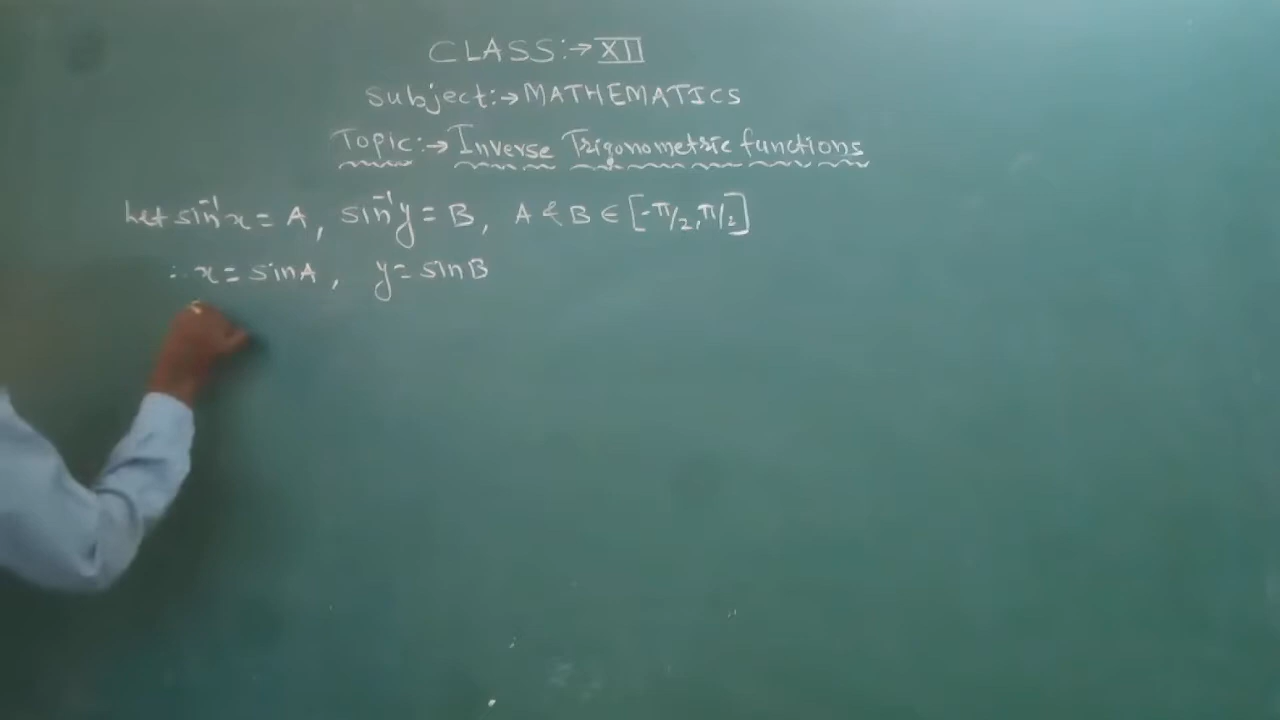 CLASS:→ XII
Subject:→ MATHEMATICS
Topic:→ Inverse Trigonometric functions
Let sin⁻¹x = A, sin⁻¹y = B, A & B ∈ [-π/2, π/2]
∴ x = sinA, y = sinB